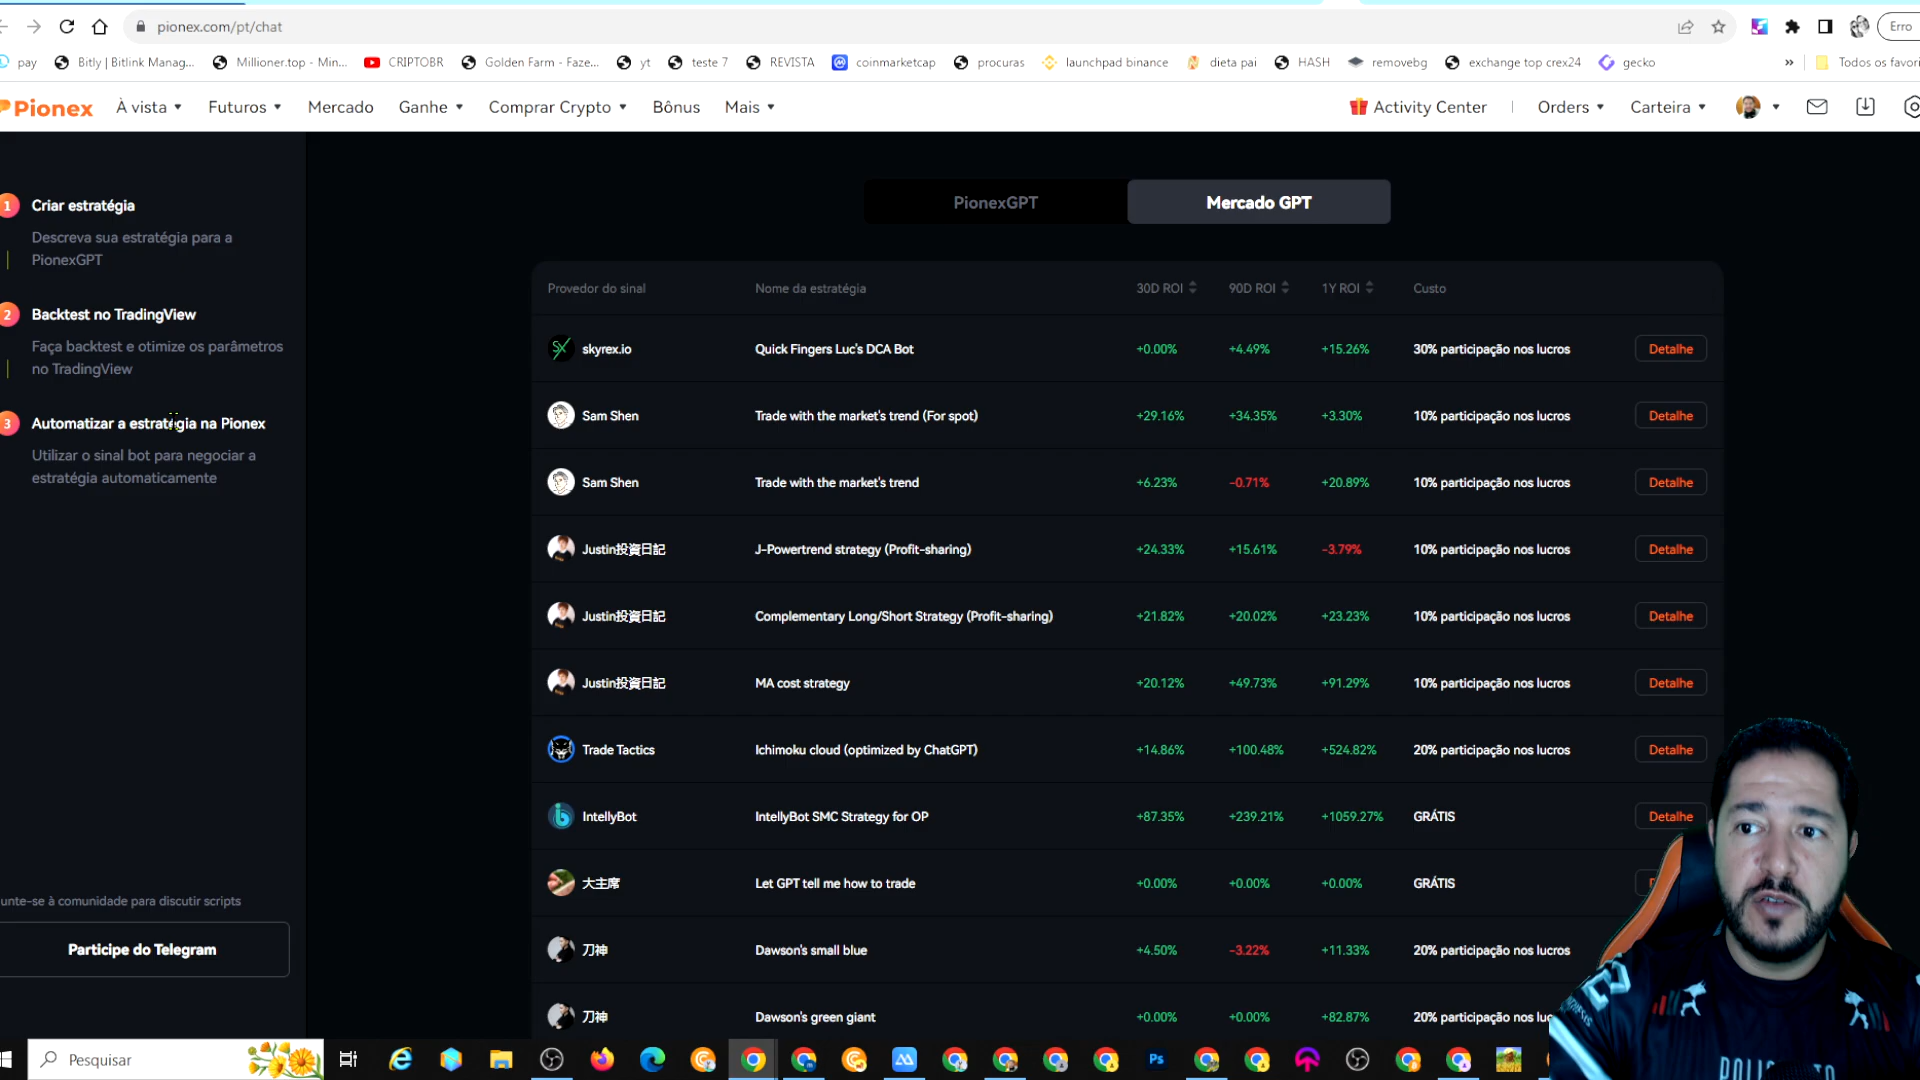 pionex.com/pt/chat
Erro
pay
Bitly | Bitlink Manag...
Millioner.top - Min...
CRIPTOBR
Golden Farm - Faze...
yt
teste 7
REVISTA
coinmarketcap
procuras
launchpad binance
dieta pai
HASH
removebg
exchange top crex24
gecko
»
Todos os favori
Pionex
À vista
Futuros
Mercado
Ganhe
Comprar Crypto
Bônus
Mais
Activity Center
Orders
Carteira
1 Criar estratégia
Descreva sua estratégia para a
PionexGPT
2 Backtest no TradingView
Faça backtest e otimize os parâmetros
no TradingView
3 Automatizar a estratégia na Pionex
Utilizar o sinal bot para negociar a
estratégia automaticamente
unte-se à comunidade para discutir scripts
Participe do Telegram
PionexGPT
Mercado GPT
Provedor do sinal Nome da estratégia 30D ROI 90D ROI 1Y ROI Custo
skyrex.io Quick Fingers Luc's DCA Bot +0.00% +4.49% +15.26% 30% participação nos lucros Detalhe
Sam Shen Trade with the market's trend (For spot) +29.16% +34.35% +3.30% 10% participação nos lucros Detalhe
Sam Shen Trade with the market's trend +6.23% -0.71% +20.89% 10% participação nos lucros Detalhe
Justin投資日記 J-Powertrend strategy (Profit-sharing) +24.33% +15.61% -3.79% 10% participação nos lucros Detalhe
Justin投資日記 Complementary Long/Short Strategy (Profit-sharing) +21.82% +20.02% +23.23% 10% participação nos lucros Detalhe
Justin投資日記 MA cost strategy +20.12% +49.73% +91.29% 10% participação nos lucros Detalhe
Trade Tactics Ichimoku cloud (optimized by ChatGPT) +14.86% +100.48% +524.82% 20% participação nos lucros Detalhe
IntellyBot IntellyBot SMC Strategy for OP +87.35% +239.21% +1059.27% GRÁTIS Detalhe
大主席 Let GPT tell me how to trade +0.00% +0.00% +0.00% GRÁTIS
刀神 Dawson's small blue +4.50% -3.22% +11.33% 20% participação nos lucros
刀神 Dawson's green giant +0.00% +0.00% +82.87% 20% participação nos luc
Pesquisar
Ps